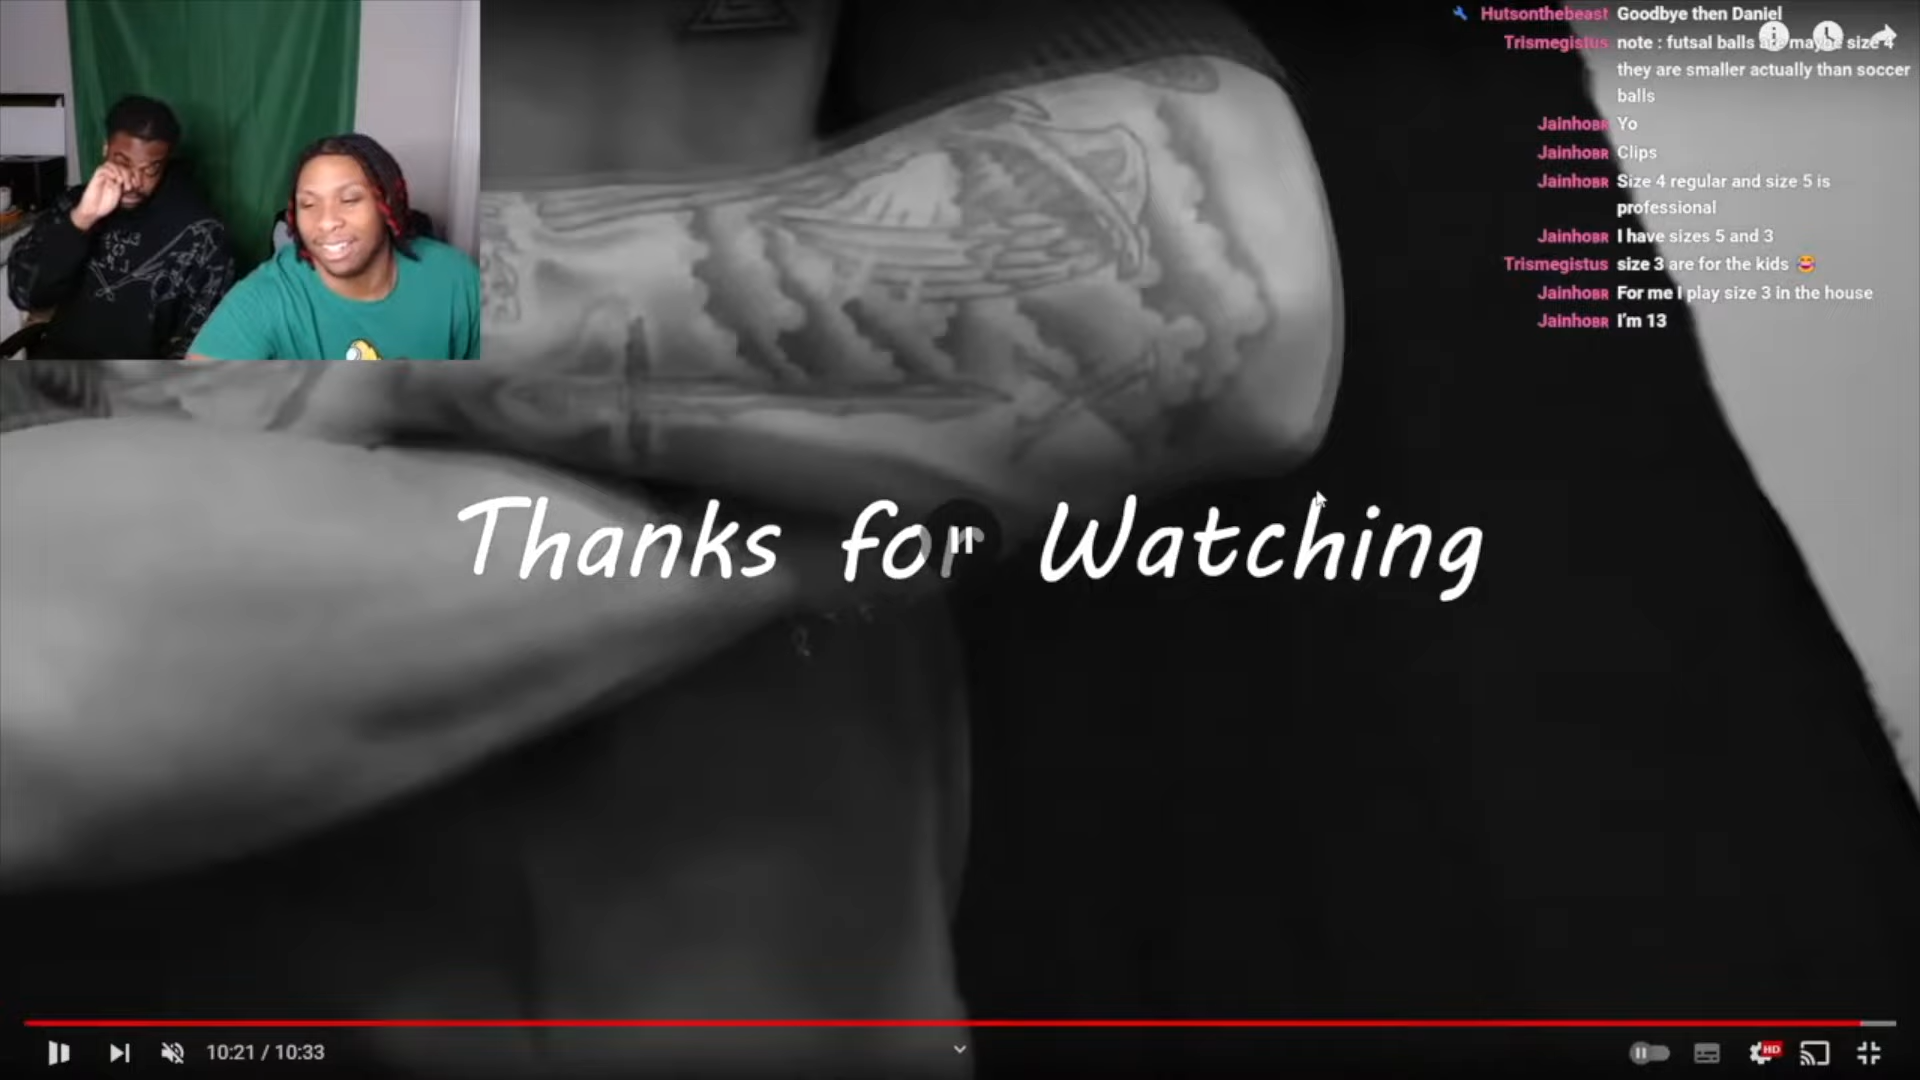 Hutsonthebeast Goodbye then Daniel
Trismegistus note : futsal balls are maybe size 4
they are smaller actually than soccer
balls
JainhoBR Yo
JainhoBR Clips
JainhoBR Size 4 regular and size 5 is
professional
JainhoBR I have sizes 5 and 3
Trismegistus size 3 are for the kids 😂
JainhoBR For me I play size 3 in the house
JainhoBR I'm 13
Thanks for Watching
10:21 / 10:33
HD